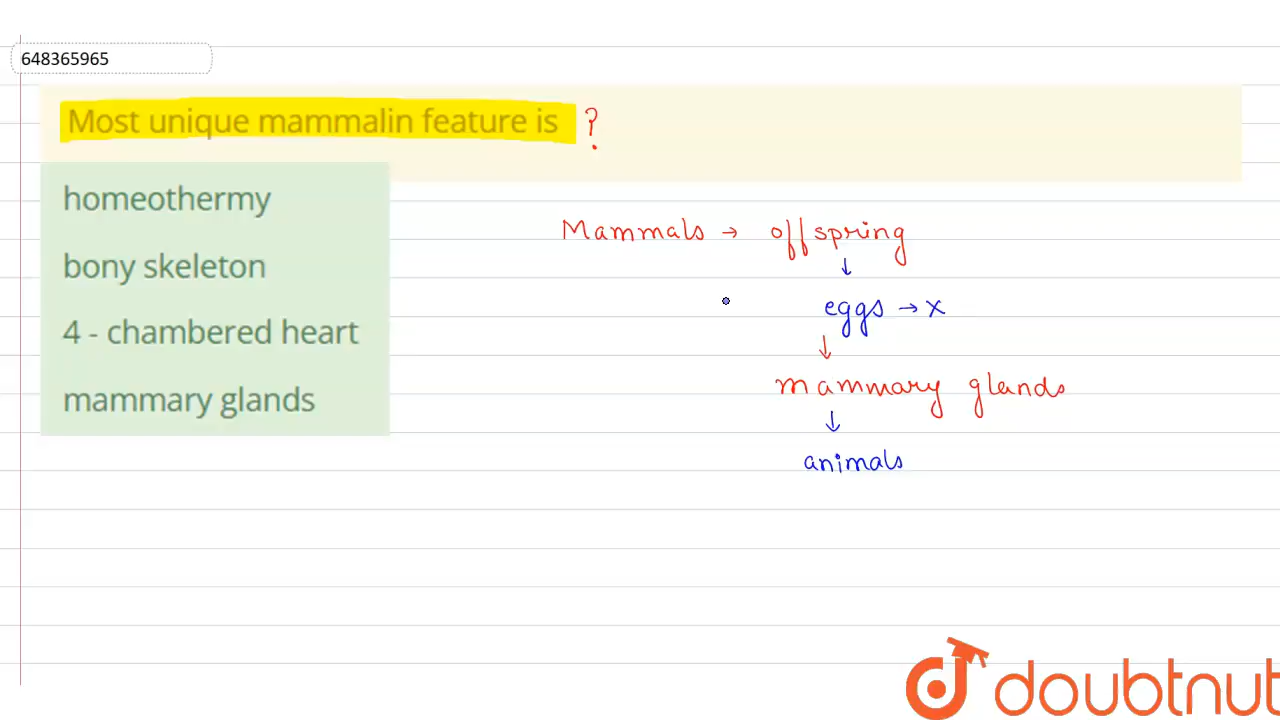 648365965
Most unique mammalin feature is ?
homeothermy
bony skeleton
4 - chambered heart
mammary glands
Mammals → offspring
↓
eggs → x
↓
mammary glands
↓
animals
doubtnut